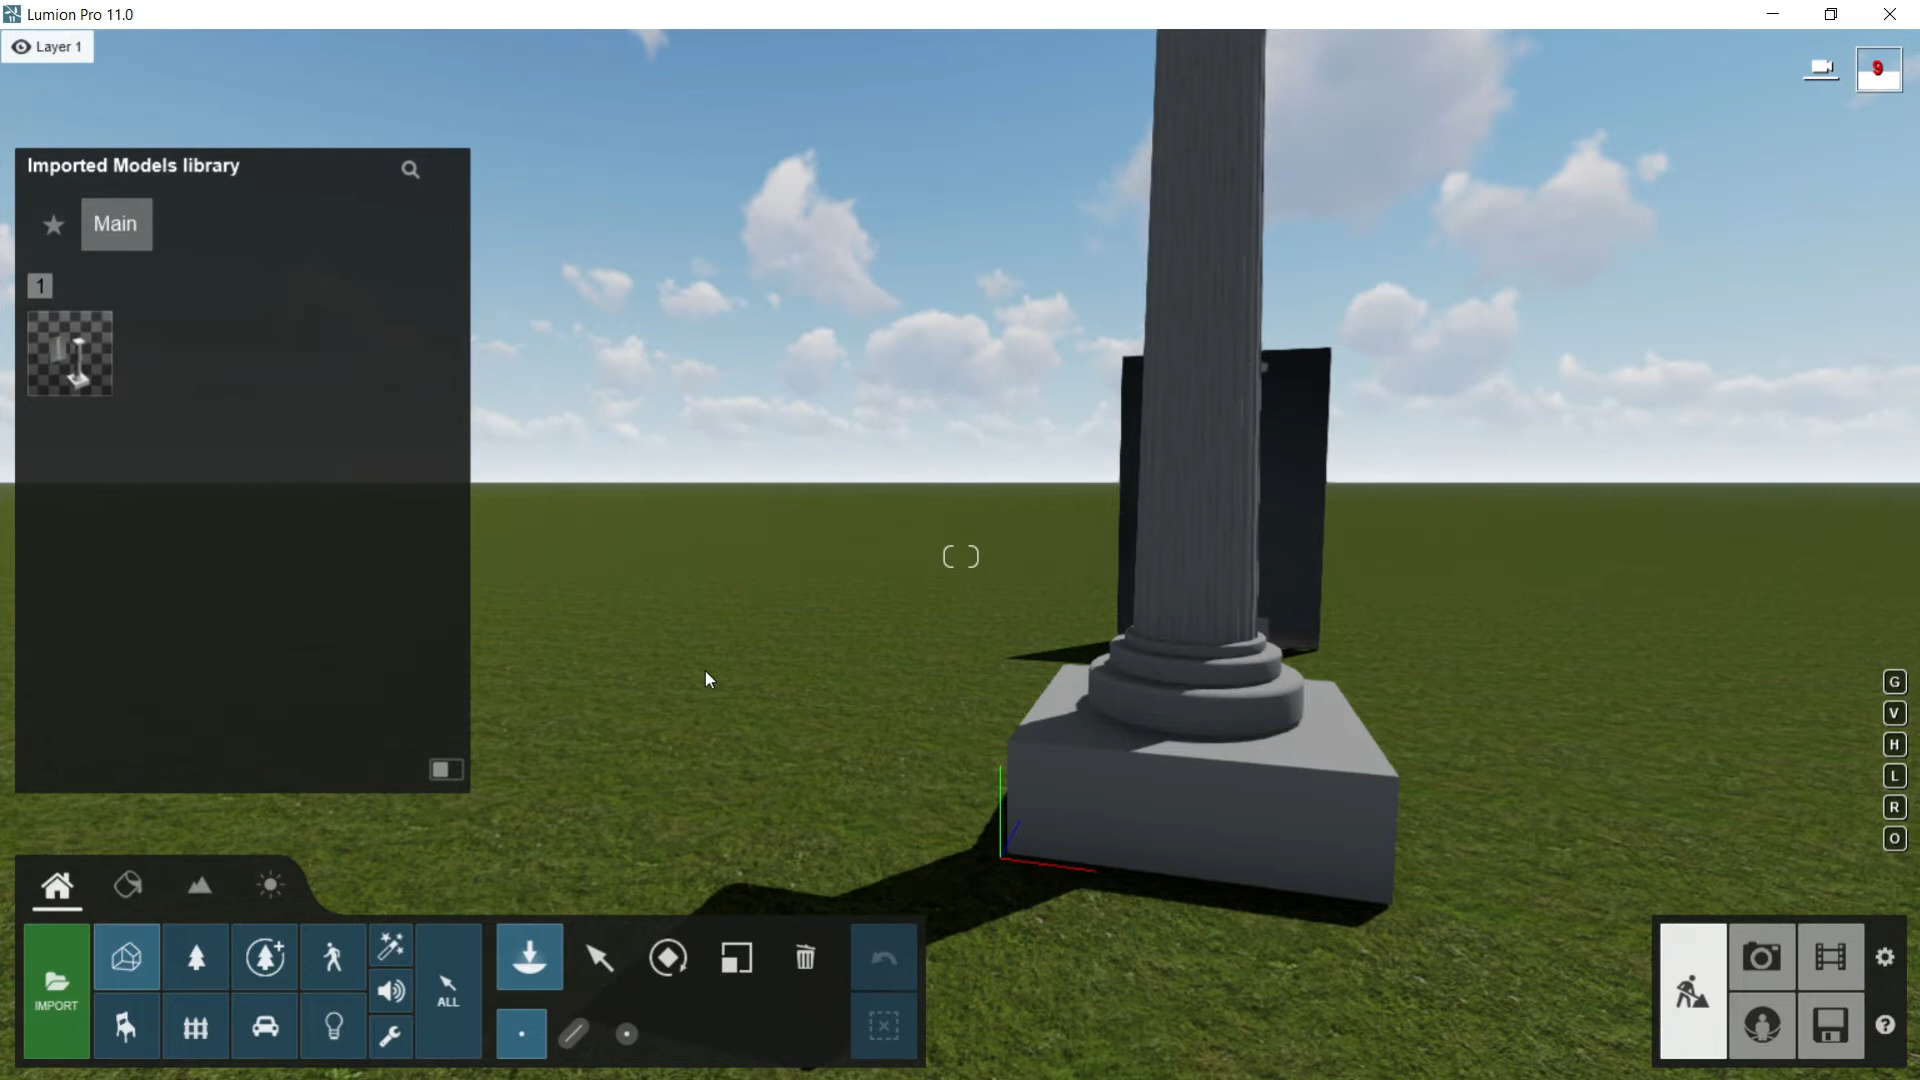 Lumion Pro 11.0
Layer 1
9
Imported Models library
Main
1
G
V
H
L
R
O
IMPORT
ALL
?